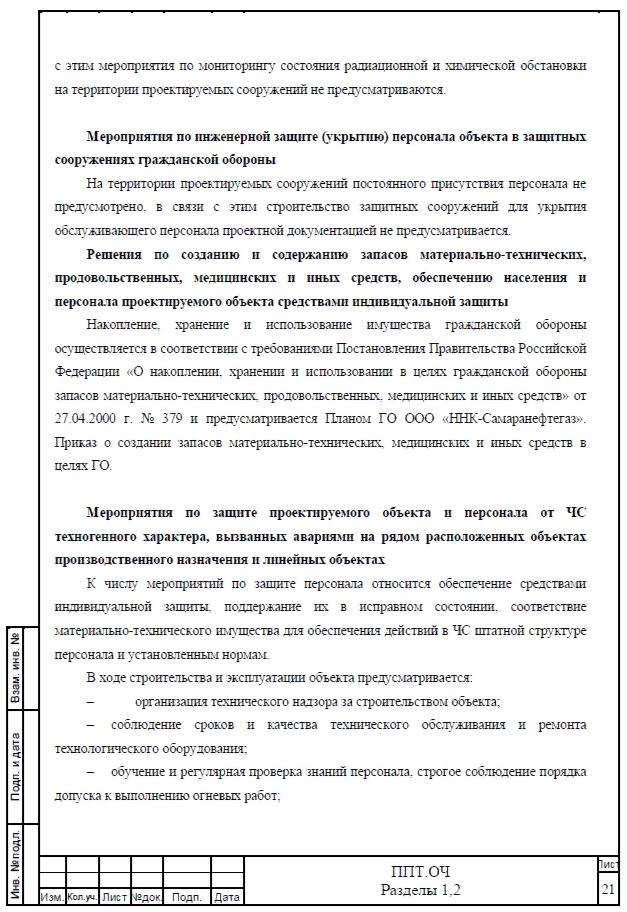 с этим мероприятия по мониторингу состояния радиационной и химической обстановки
на территории проектируемых сооружений не предусматриваются.
Мероприятия по инженерной защите (укрытию) персонала объекта в защитных
сооружениях гражданской обороны
На территории проектируемых сооружений постоянного присутствия персонала не
предусмотрено, в связи с этим строительство защитных сооружений для укрытия
обслуживающего персонала проектной документацией не предусматривается.
Решения по созданию и содержанию запасов материально-технических,
продовольственных, медицинских и иных средств, обеспечению населения и
персонала проектируемого объекта средствами индивидуальной защиты
Накопление, хранение и использование имущества гражданской обороны
осуществляется в соответствии с требованиями Постановления Правительства Российской
Федерации «О накоплении, хранении и использовании в целях гражданской обороны
запасов материально-технических, продовольственных, медицинских и иных средств» от
27.04.2000 г. № 379 и предусматривается Планом ГО ООО «ННК-Самаранефтегаз».
Приказ о создании запасов материально-технических, медицинских и иных средств в
целях ГО.
Мероприятия по защите проектируемого объекта и персонала от ЧС
техногенного характера, вызванных авариями на рядом расположенных объектах
производственного назначения и линейных объектах
К числу мероприятий по защите персонала относится обеспечение средствами
индивидуальной защиты, поддержание их в исправном состоянии, соответствие
материально-технического имущества для обеспечения действий в ЧС штатной структуре
персонала и установленным нормам.
В ходе строительства и эксплуатации объекта предусматривается:
– организация технического надзора за строительством объекта;
– соблюдение сроков и качества технического обслуживания и ремонта
технологического оборудования;
– обучение и регулярная проверка знаний персонала, строгое соблюдение порядка
допуска к выполнению огневых работ;
Взам. инв. №
Подп. и дата
Инв. №подл.
Изм. Кол.уч. Лист №док. Подп. Дата
ППТ.ОЧ
Разделы 1,2
Лист
21